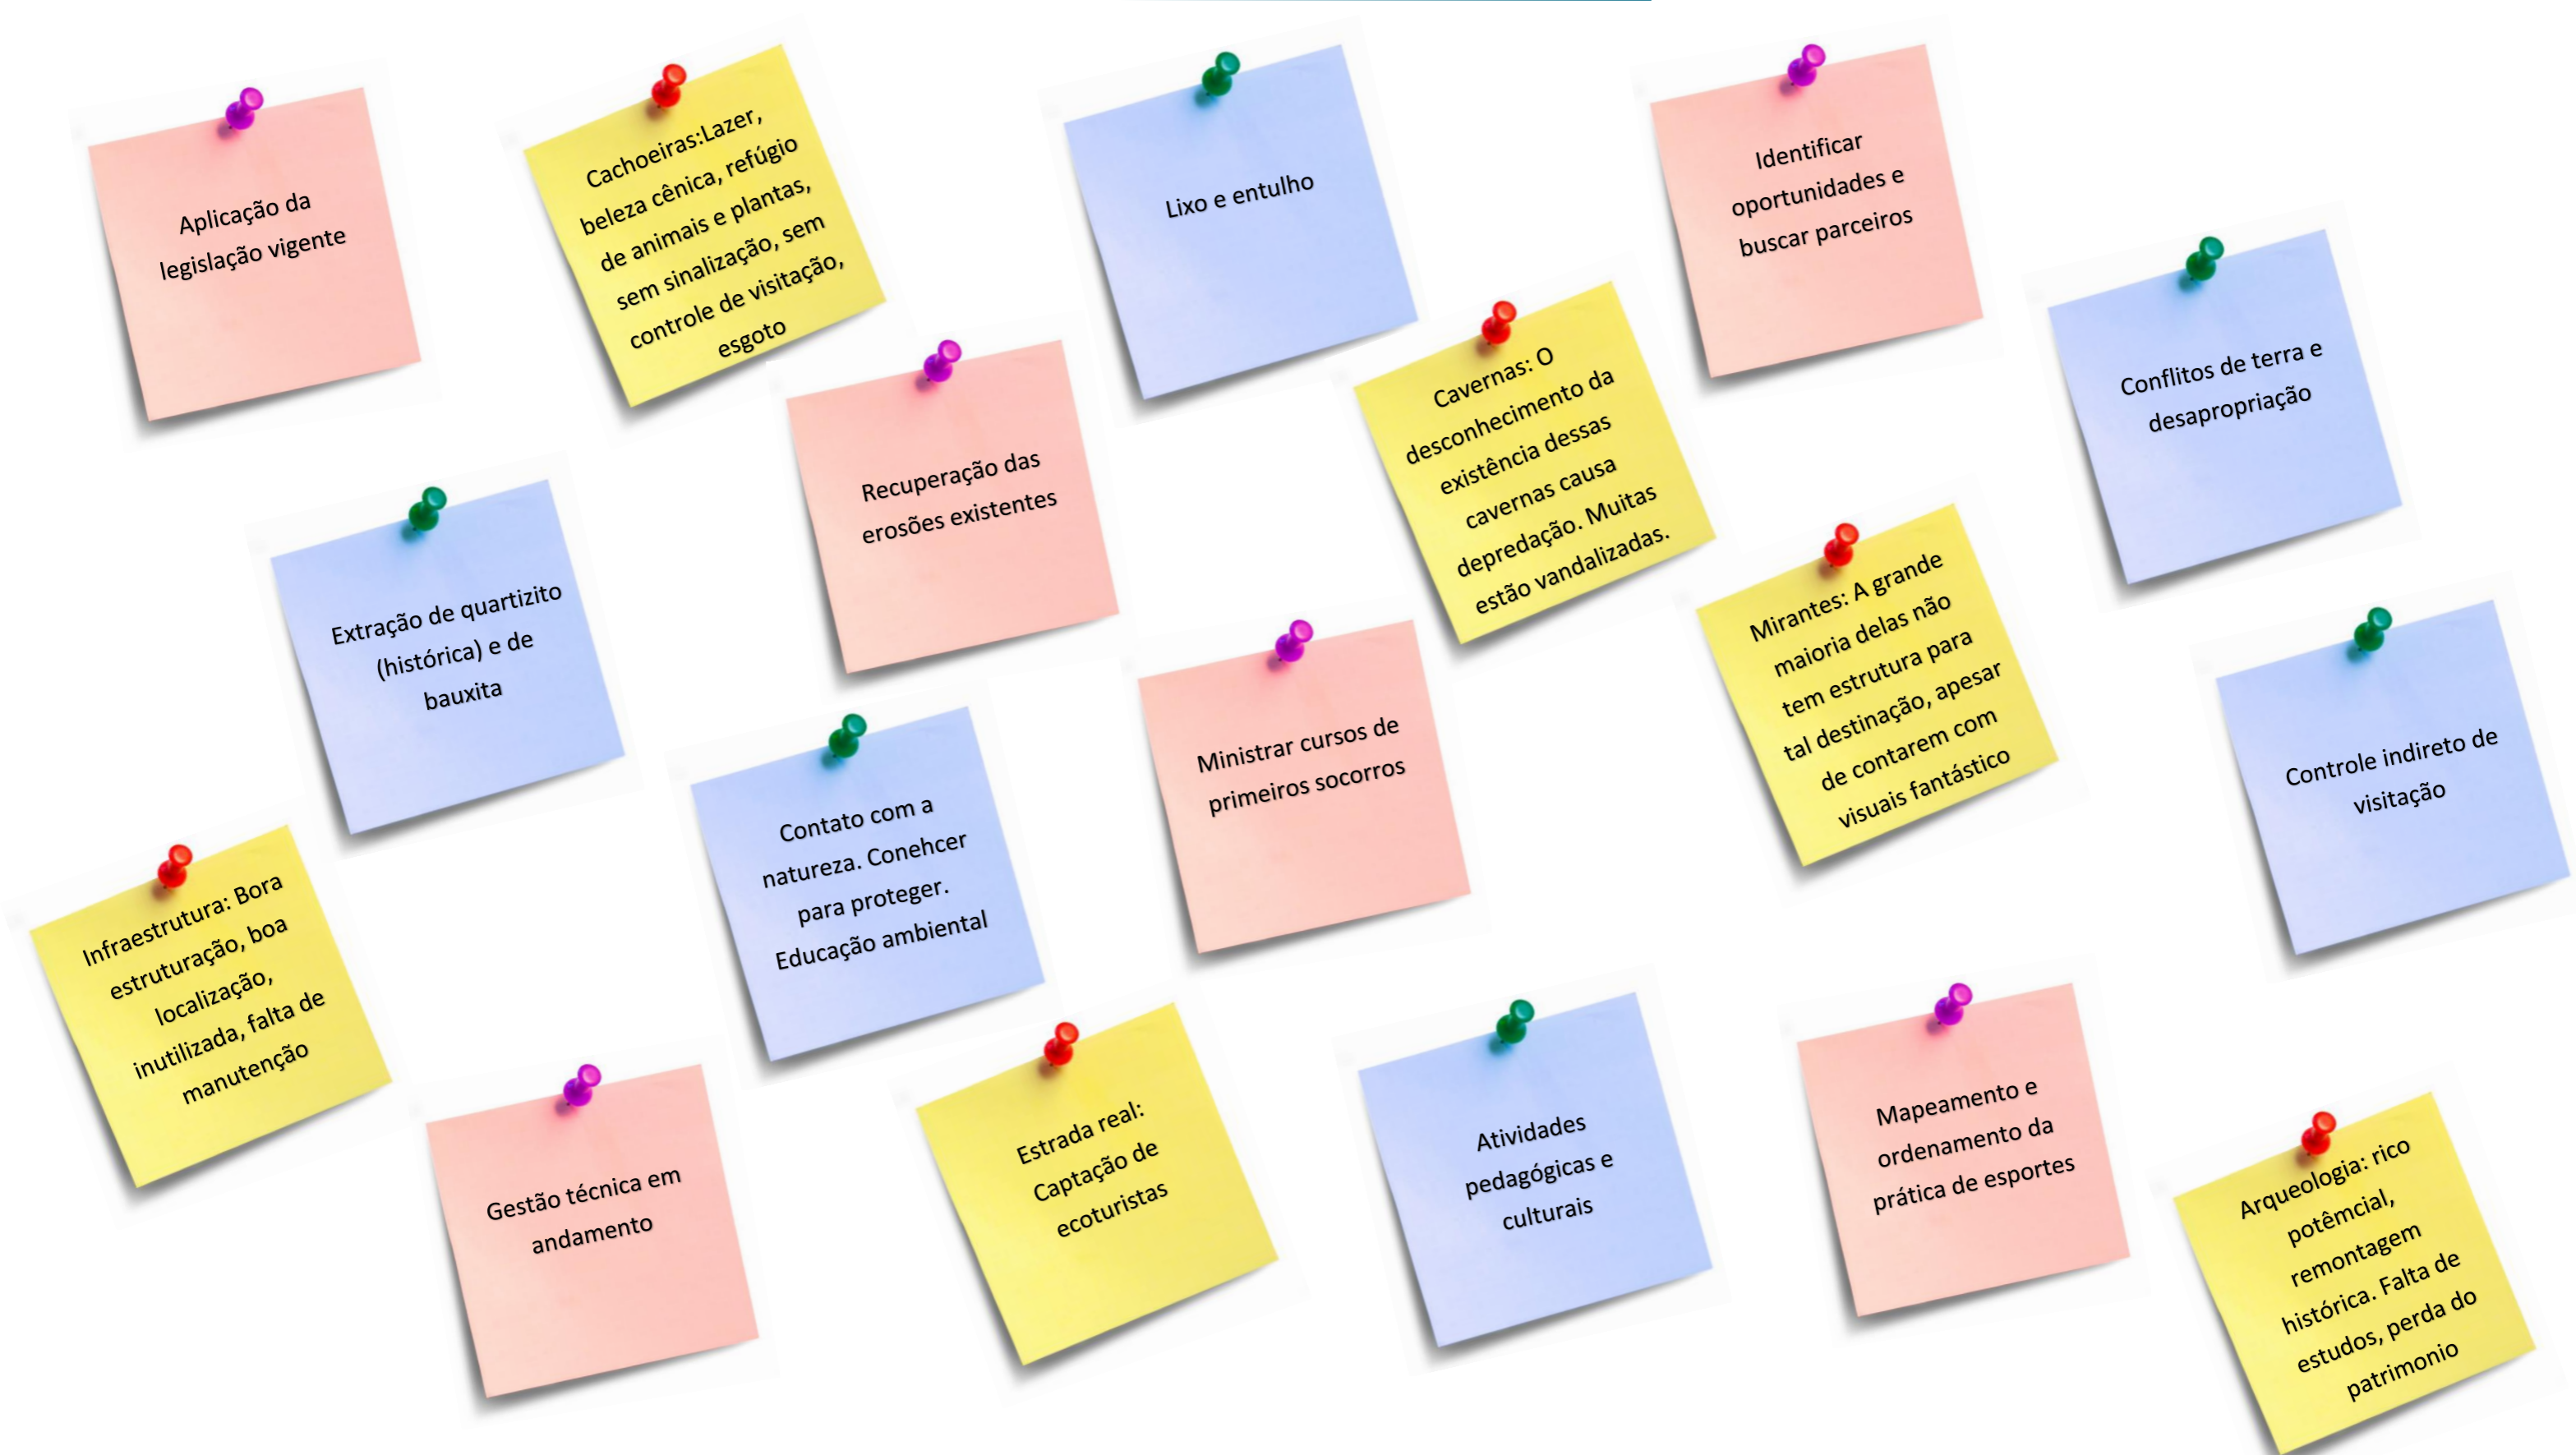 Aplicação da
legislação vigente
Cachoeiras:Lazer,
beleza cênica, refúgio
de animais e plantas,
sem sinalização, sem
controle de visitação,
esgoto
Lixo e entulho
Identificar
oportunidades e
buscar parceiros
Conflitos de terra e
desapropriação
Cavernas: O
desconhecimento da
existência dessas
cavernas causa
depredação. Muitas
estão vandalizadas.
Recuperação das
erosões existentes
Extração de quartizito
(histórica) e de
bauxita
Mirantes: A grande
maioria delas não
tem estrutura para
tal destinação, apesar
de contarem com
visuais fantástico
Controle indireto de
visitação
Ministrar cursos de
primeiros socorros
Contato com a
natureza. Conehcer
para proteger.
Educação ambiental
Infraestrutura: Bora
estruturação, boa
localização,
inutilizada, falta de
manutenção
Gestão técnica em
andamento
Estrada real:
Captação de
ecoturistas
Atividades
pedagógicas e
culturais
Mapeamento e
ordenamento da
prática de esportes
Arqueologia: rico
potêmcial,
remontagem
histórica. Falta de
estudos, perda do
patrimonio